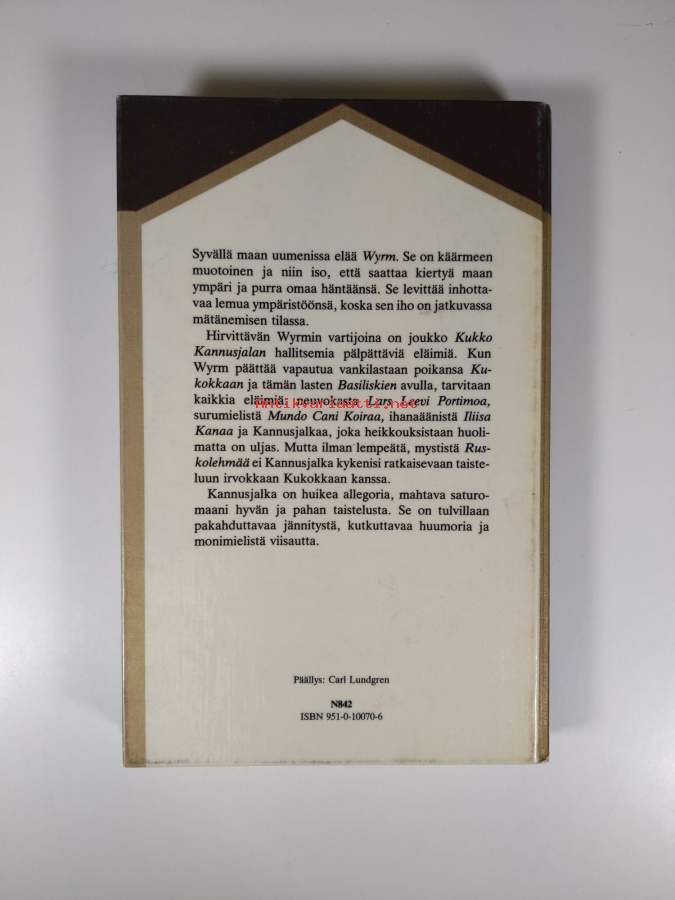 Syvällä maan uumenissa elää Wyrm. Se on käärmeen
muotoinen ja niin iso, että saattaa kiertyä maan
ympäri ja purra omaa häntäänsä. Se levittää inhotta-
vaa lemua ympäristöönsä, koska sen iho on jatkuvassa
mätänemisen tilassa.
Hirvittävän Wyrmin vartijoina on joukko Kukko
Kannusjalan hallitsemia pälpättäviä eläimiä. Kun
Wyrm päättää vapautua vankilastaan poikansa Ku-
kokkaan ja tämän lasten Basiliskien avulla, tarvitaan
kaikkia eläimiä: neuvokasta Lars Leevi Portimoa,
antikvariaatti.net
surumielistä Mundo Cani Koiraa, ihanaäänistä Iliisa
Kanaa ja Kannusjalkaa, joka heikkouksistaan huoli-
matta on uljas. Mutta ilman lempeätä, mystistä Rus-
kolehmää ei Kannusjalka kykenisi ratkaisevaan taiste-
luun irvokkaan Kukokkaan kanssa.
Kannusjalka on huikea allegoria, mahtava saturo-
maani hyvän ja pahan taistelusta. Se on tulvillaan
pakahduttavaa jännitystä, kutkuttavaa huumoria ja
monimielistä viisautta.
Päällys: Carl Lundgren
N842
ISBN 951-0-10070-6